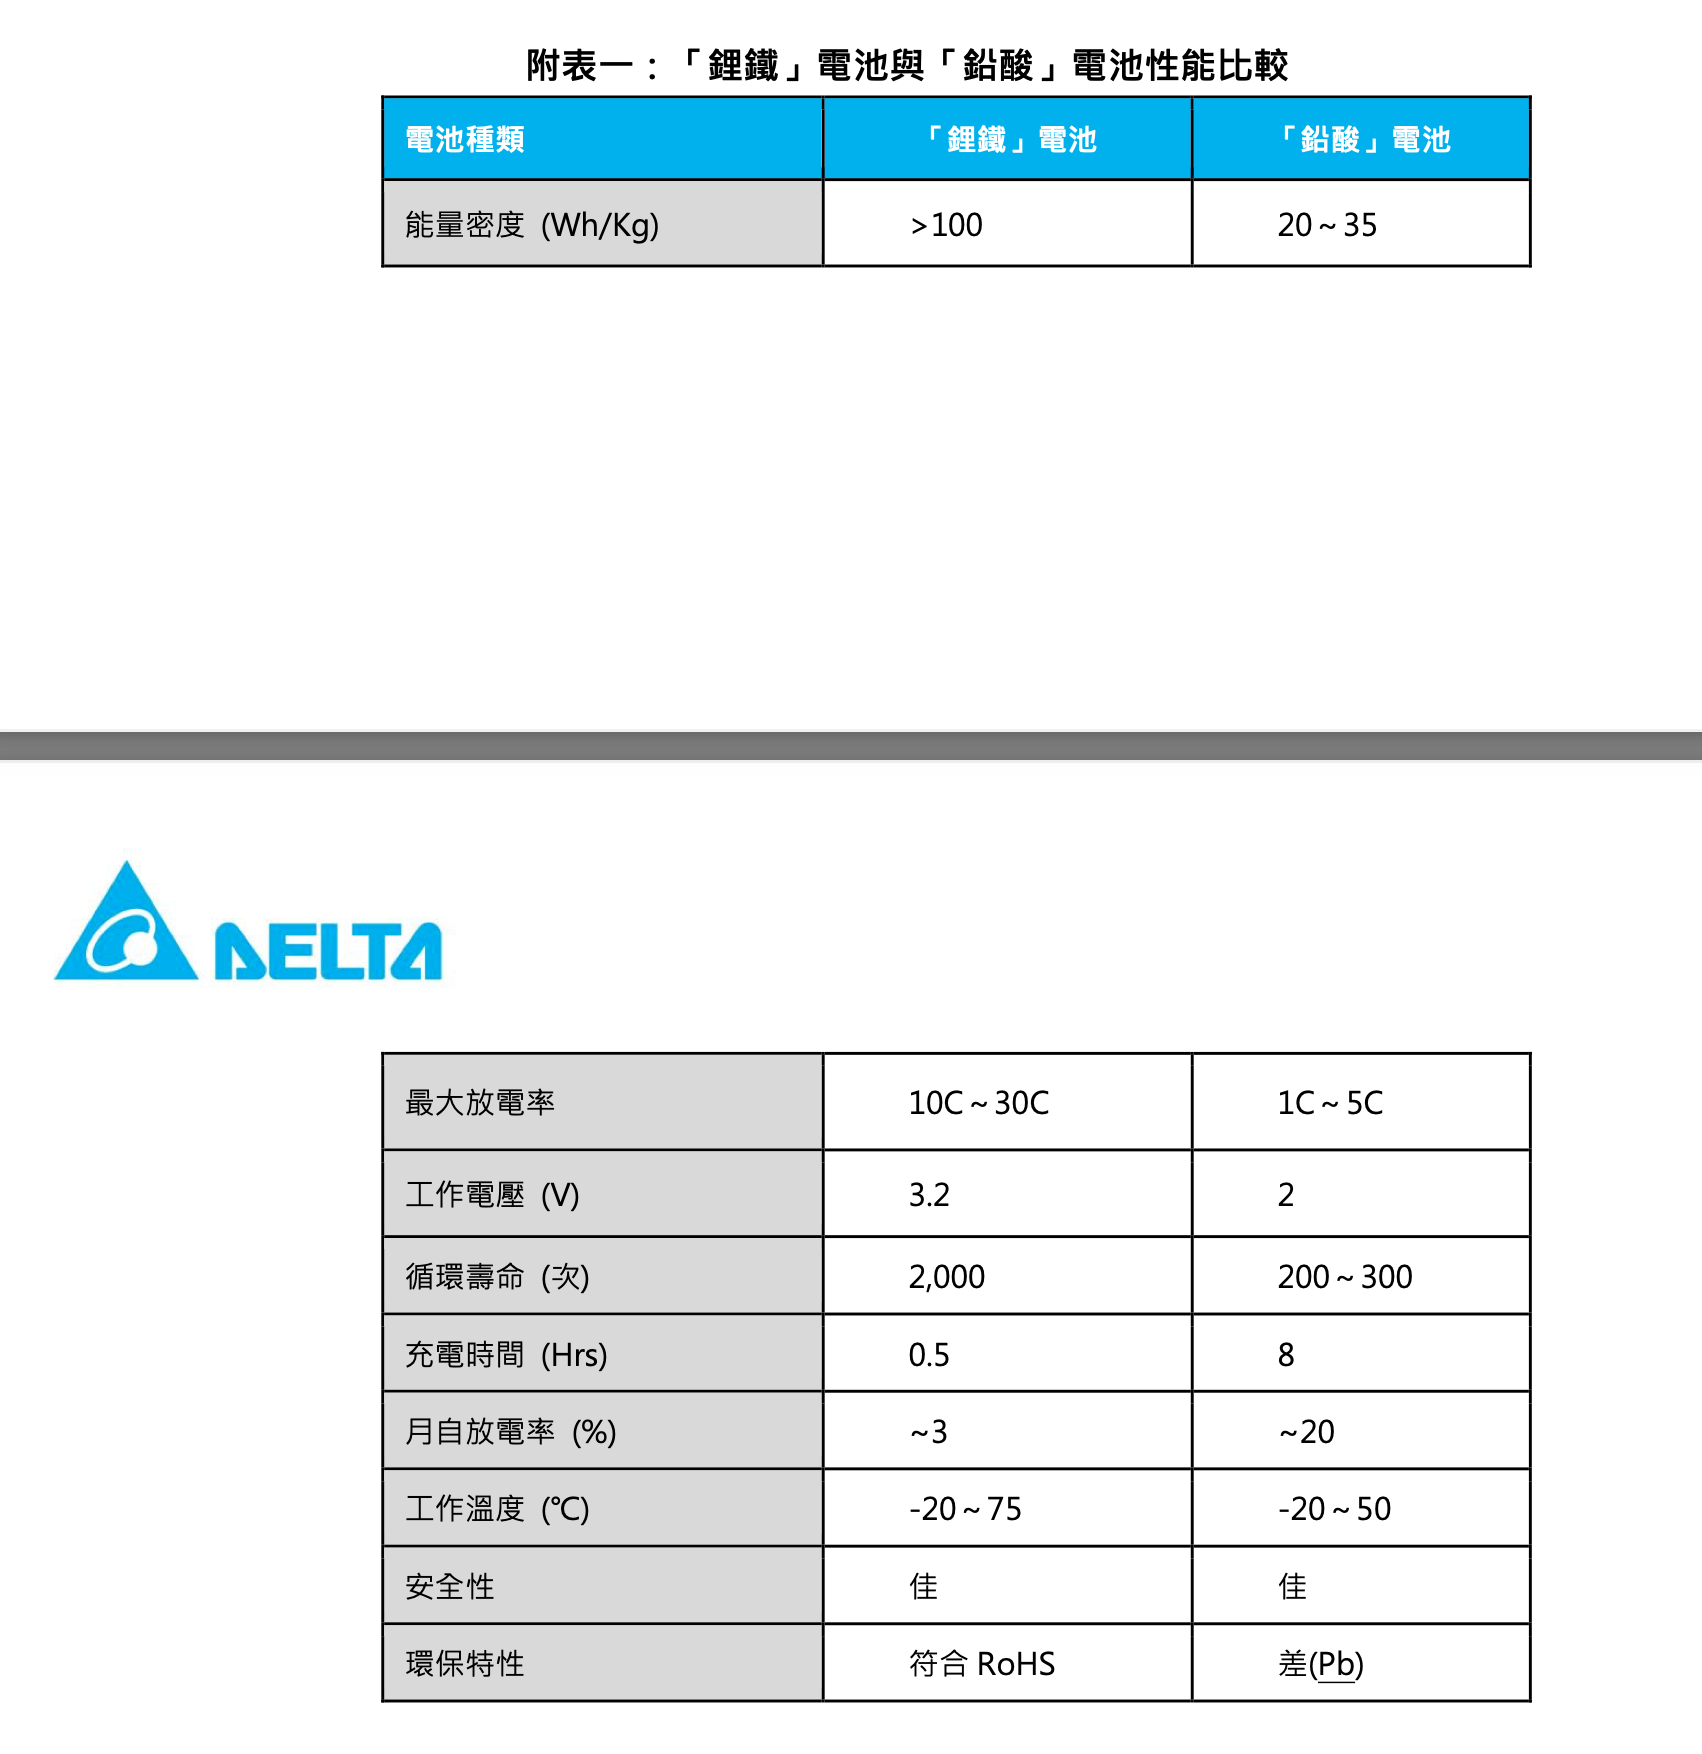 附表一：「鋰鐵」電池與「鉛酸」電池性能比較
電池種類 「鋰鐵」電池 「鉛酸」電池
能量密度 (Wh/Kg) >100 20～35
DELTA
最大放電率 10C～30C 1C～5C
工作電壓 (V) 3.2 2
循環壽命 (次) 2,000 200～300
充電時間 (Hrs) 0.5 8
月自放電率 (%) ~3 ~20
工作溫度 (℃) -20～75 -20～50
安全性 佳 佳
環保特性 符合 RoHS 差(Pb)